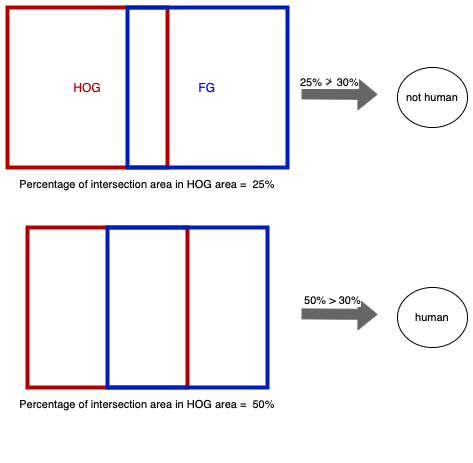 HOG
FG
25% ≯ 30%
not human
Percentage of intersection area in HOG area = 25%
50% > 30%
human
Percentage of intersection area in HOG area = 50%